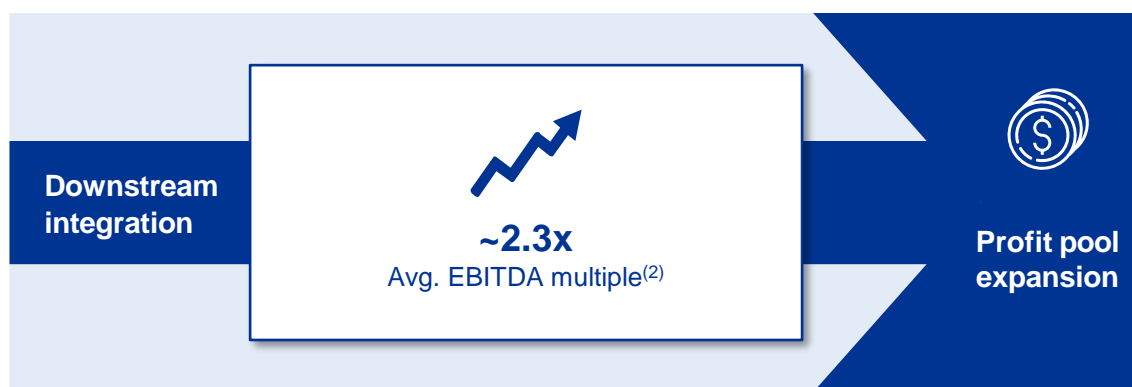 Downstream
integration
$
~2.3x
Avg. EBITDA multiple(2)
Profit pool
expansion